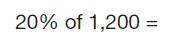 20% of 1,200 =